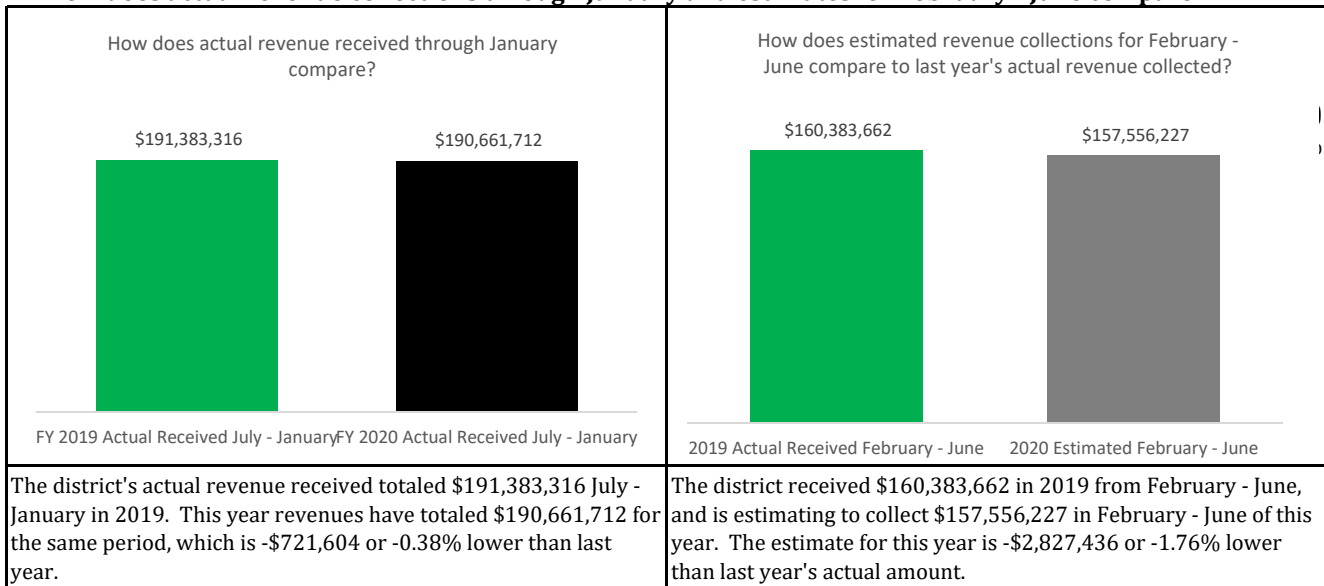 How does actual revenue received through January
compare?
$191,383,316
$190,661,712
FY 2019 Actual Received July - January
FY 2020 Actual Received July - January
How does estimated revenue collections for February -
June compare to last year's actual revenue collected?
$160,383,662
$157,556,227
2019 Actual Received February - June
2020 Estimated February - June
The district's actual revenue received totaled $191,383,316 July -
January in 2019.  This year revenues have totaled $190,661,712 for
the same period, which is -$721,604 or -0.38% lower than last
year.
The district received $160,383,662 in 2019 from February - June,
and is estimating to collect $157,556,227 in February - June of this
year.  The estimate for this year is -$2,827,436 or -1.76% lower
than last year's actual amount.